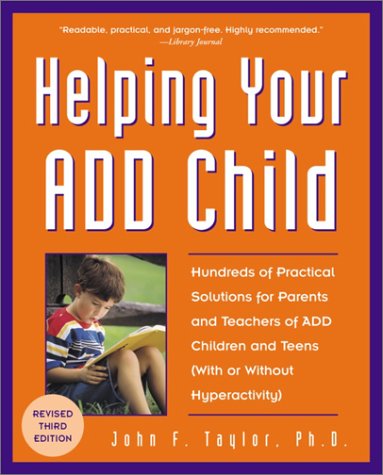 "Readable, practical, and jargon-free. Highly recommended."
—Library Journal
Helping Your
ADD Child
Hundreds of Practical
Solutions for Parents
and Teachers of ADD
Children and Teens
(With or Without
Hyperactivity)
REVISED
THIRD
EDITION
John F. Taylor, Ph.D.